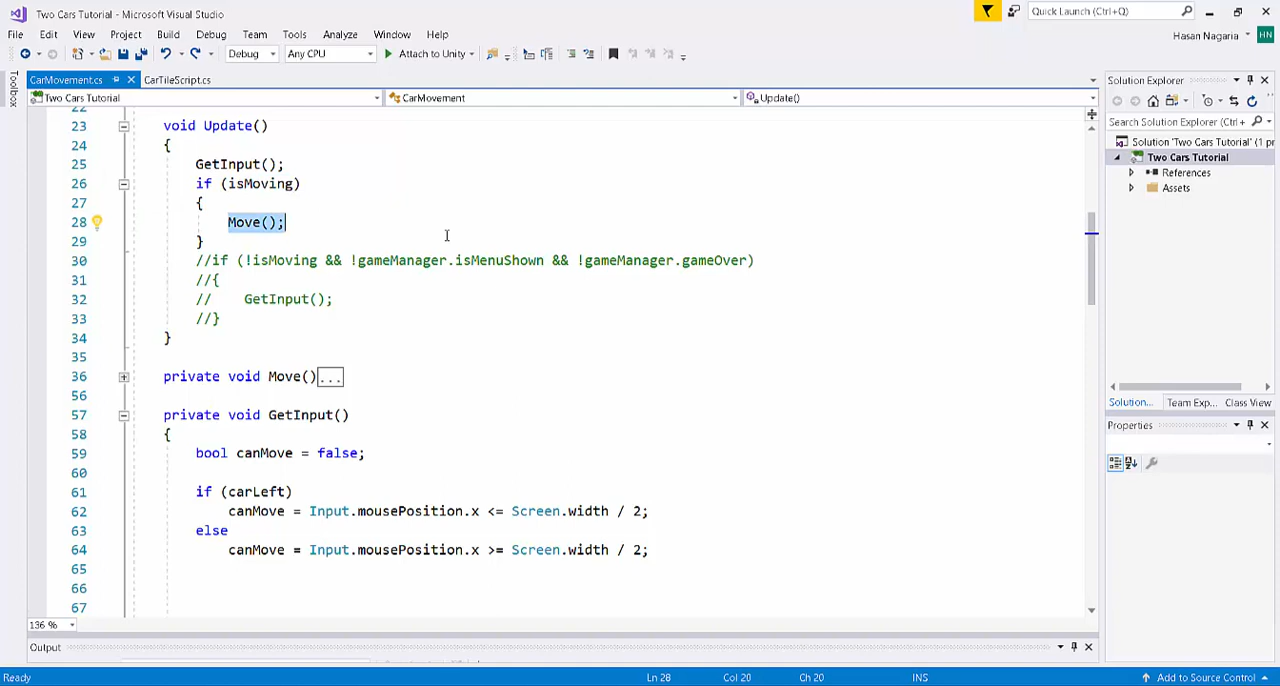 Two Cars Tutorial - Microsoft Visual Studio
Quick Launch (Ctrl+Q)
File Edit View Project Build Debug Team Tools Analyze Window Help
Hasan Nagaria HN
Debug Any CPU Attach to Unity
Toolbox
CarMovement.cs CarTileScript.cs
Two Cars Tutorial CarMovement Update()
22
23 void Update()
24 {
25 GetInput();
26 if (isMoving)
27 {
28 Move();
29 }
30 //if (!isMoving && !gameManager.isMenuShown && !gameManager.gameOver)
31 //{
32 // GetInput();
33 //}
34 }
35
36 private void Move()...
56
57 private void GetInput()
58 {
59 bool canMove = false;
60
61 if (carLeft)
62 canMove = Input.mousePosition.x <= Screen.width / 2;
63 else
64 canMove = Input.mousePosition.x >= Screen.width / 2;
65
66
67
136 %
Output
Solution Explorer
Search Solution Explorer (Ctrl+
Solution 'Two Cars Tutorial' (1 pr
Two Cars Tutorial
References
Assets
Solution... Team Exp... Class View
Properties
Ready Ln 28 Col 20 Ch 20 INS Add to Source Control